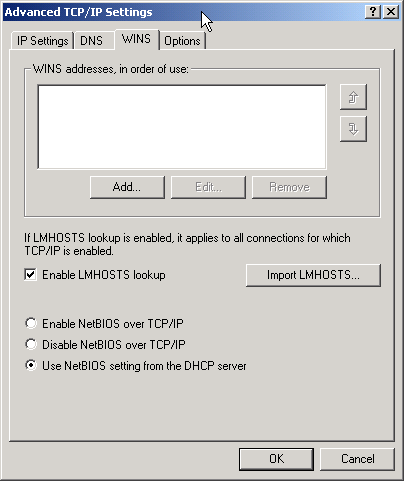 Advanced TCP/IP Settings
IP Settings DNS WINS Options
WINS addresses, in order of use:
Add... Edit... Remove
If LMHOSTS lookup is enabled, it applies to all connections for which
TCP/IP is enabled.
Enable LMHOSTS lookup Import LMHOSTS...
Enable NetBIOS over TCP/IP
Disable NetBIOS over TCP/IP
Use NetBIOS setting from the DHCP server
OK Cancel